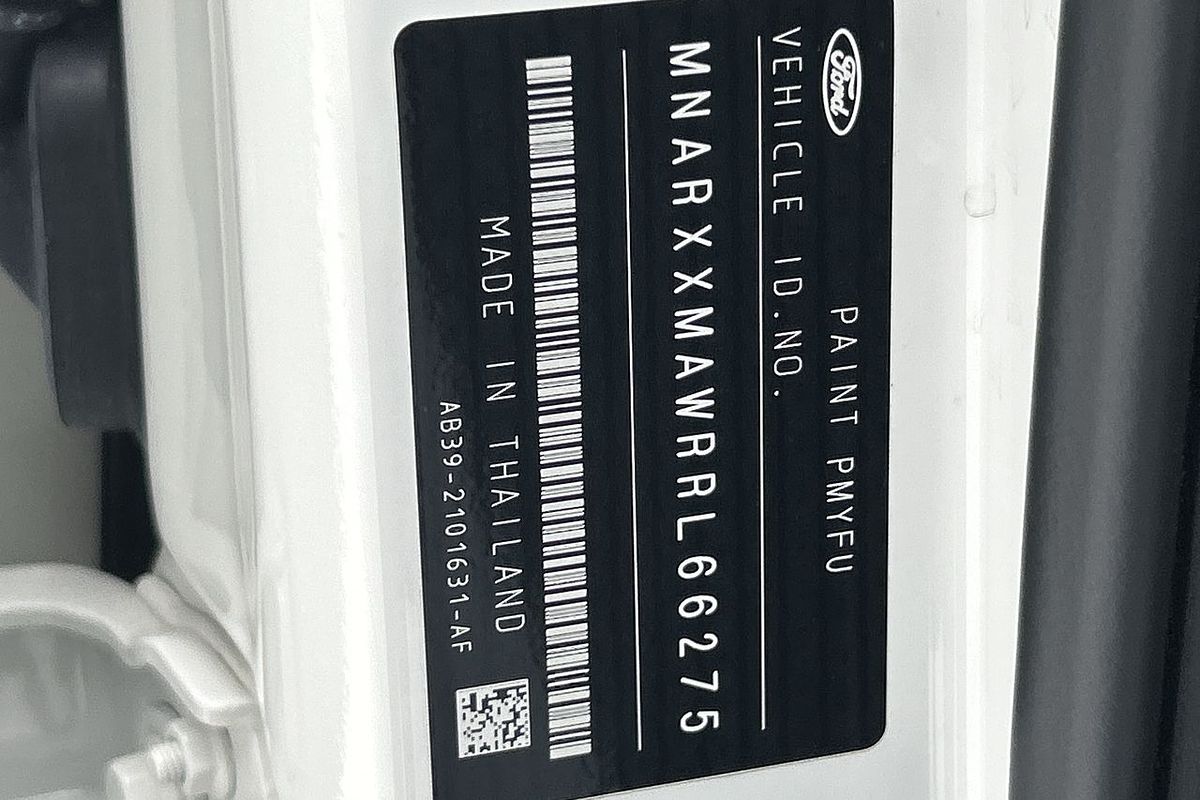 Ford
PAINT PMYFU
VEHICLE ID.NO.
MNARXXMAWRRL66275
MADE IN THAILAND
AB39-2101631-AF